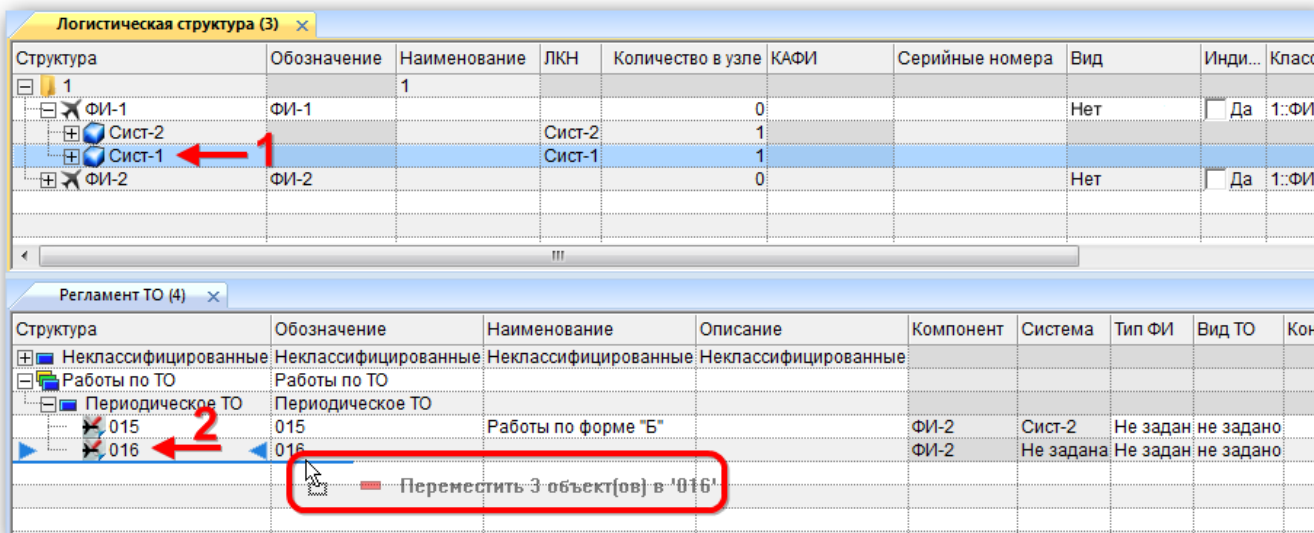 Логистическая структура (3)
Структура Обозначение Наименование ЛКН Количество в узле КАФИ Серийные номера Вид Инди... Класс
1 1
ФИ-1 ФИ-1 0 Нет Да 1::ФИ
Сист-2 Сист-2 1
Сист-1 1 Сист-1 1
ФИ-2 ФИ-2 0 Нет Да 1::ФИ
Регламент ТО (4)
Структура Обозначение Наименование Описание Компонент Система Тип ФИ Вид ТО Кон
Неклассифицированные Неклассифицированные Неклассифицированные Неклассифицированные
Работы по ТО Работы по ТО
Периодическое ТО Периодическое ТО
015 2 015 Работы по форме "Б" ФИ-2 Сист-2 Не задан не задано
016 016 ФИ-2 Не задана Не задан не задано
Переместить 3 объект(ов) в '016'